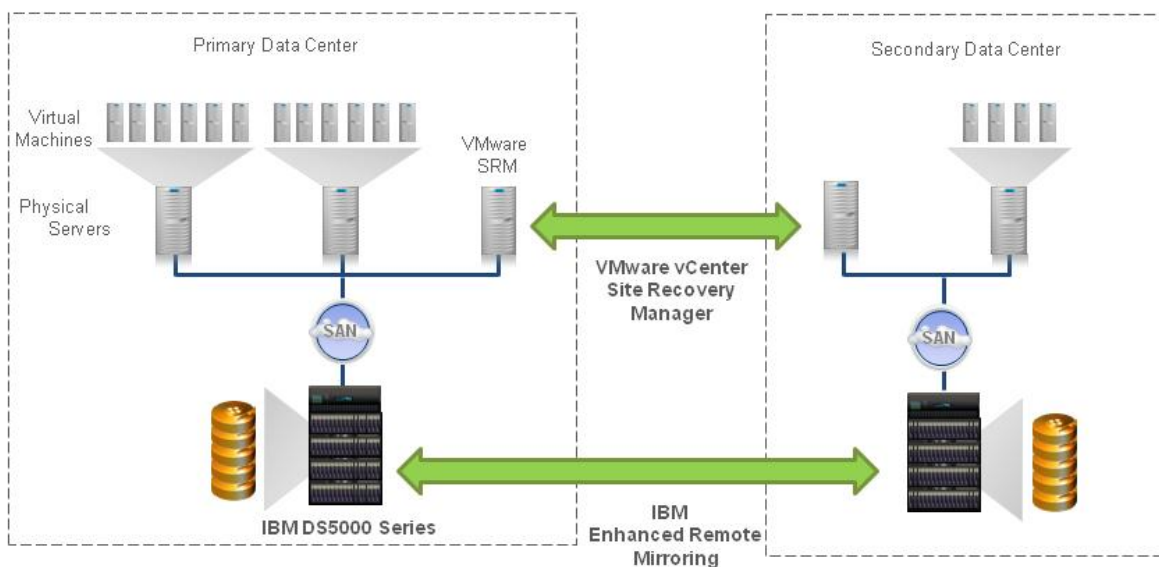 Primary Data Center
Secondary Data Center
Virtual
Machines
VMware
SRM
Physical
Servers
VMware vCenter
Site Recovery
Manager
SAN
SAN
IBM DS5000 Series
IBM
Enhanced Remote
Mirroring